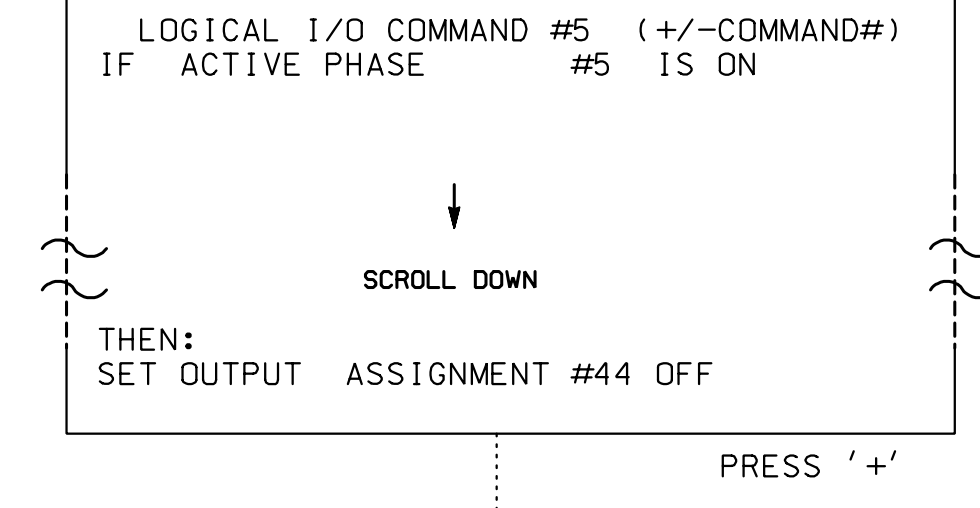 LOGICAL I/O COMMAND #5 (+/-COMMAND#)
IF ACTIVE PHASE #5 IS ON
SCROLL DOWN
THEN:
SET OUTPUT ASSIGNMENT #44 OFF
PRESS '+'